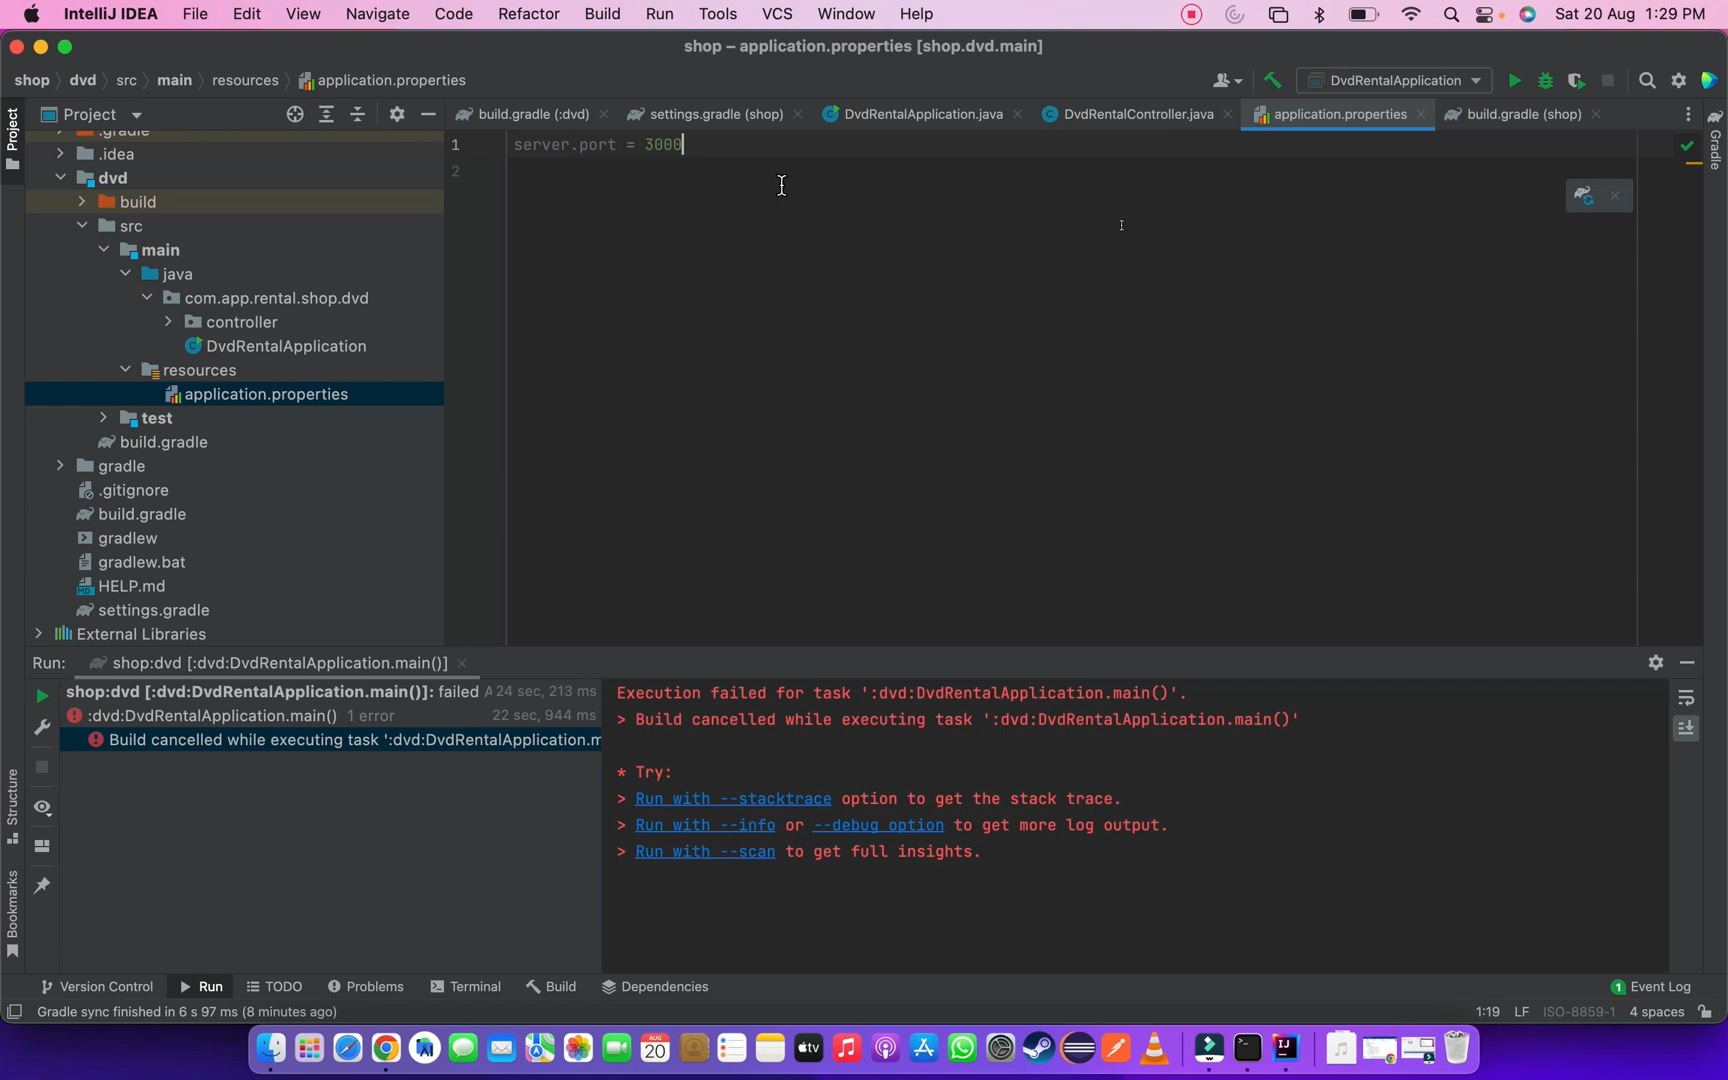 IntelliJ IDEA File Edit View Navigate Code Refactor Build Run Tools VCS Window Help Sat 20 Aug 1:29 PM
shop – application.properties [shop.dvd.main]
shop dvd src main resources application.properties DvdRentalApplication
Project build.gradle (:dvd) settings.gradle (shop) DvdRentalApplication.java DvdRentalController.java application.properties build.gradle (shop)
Project
Gradle
1 server.port = 3000
2
.gradle
.idea
dvd
build
src
main
java
com.app.rental.shop.dvd
controller
DvdRentalApplication
resources
application.properties
test
build.gradle
gradle
.gitignore
build.gradle
gradlew
gradlew.bat
HELP.md
settings.gradle
External Libraries
Run: shop:dvd [:dvd:DvdRentalApplication.main()]
shop:dvd [:dvd:DvdRentalApplication.main()]: failed A 24 sec, 213 ms
:dvd:DvdRentalApplication.main() 1 error 22 sec, 944 ms
Build cancelled while executing task ':dvd:DvdRentalApplication.m
Execution failed for task ':dvd:DvdRentalApplication.main()'.
> Build cancelled while executing task ':dvd:DvdRentalApplication.main()'
* Try:
> Run with --stacktrace option to get the stack trace.
> Run with --info or --debug option to get more log output.
> Run with --scan to get full insights.
Structure
Bookmarks
Version Control Run TODO Problems Terminal Build Dependencies 1 Event Log
Gradle sync finished in 6 s 97 ms (8 minutes ago) 1:19 LF ISO-8859-1 4 spaces
AUG
20
tv
IJ